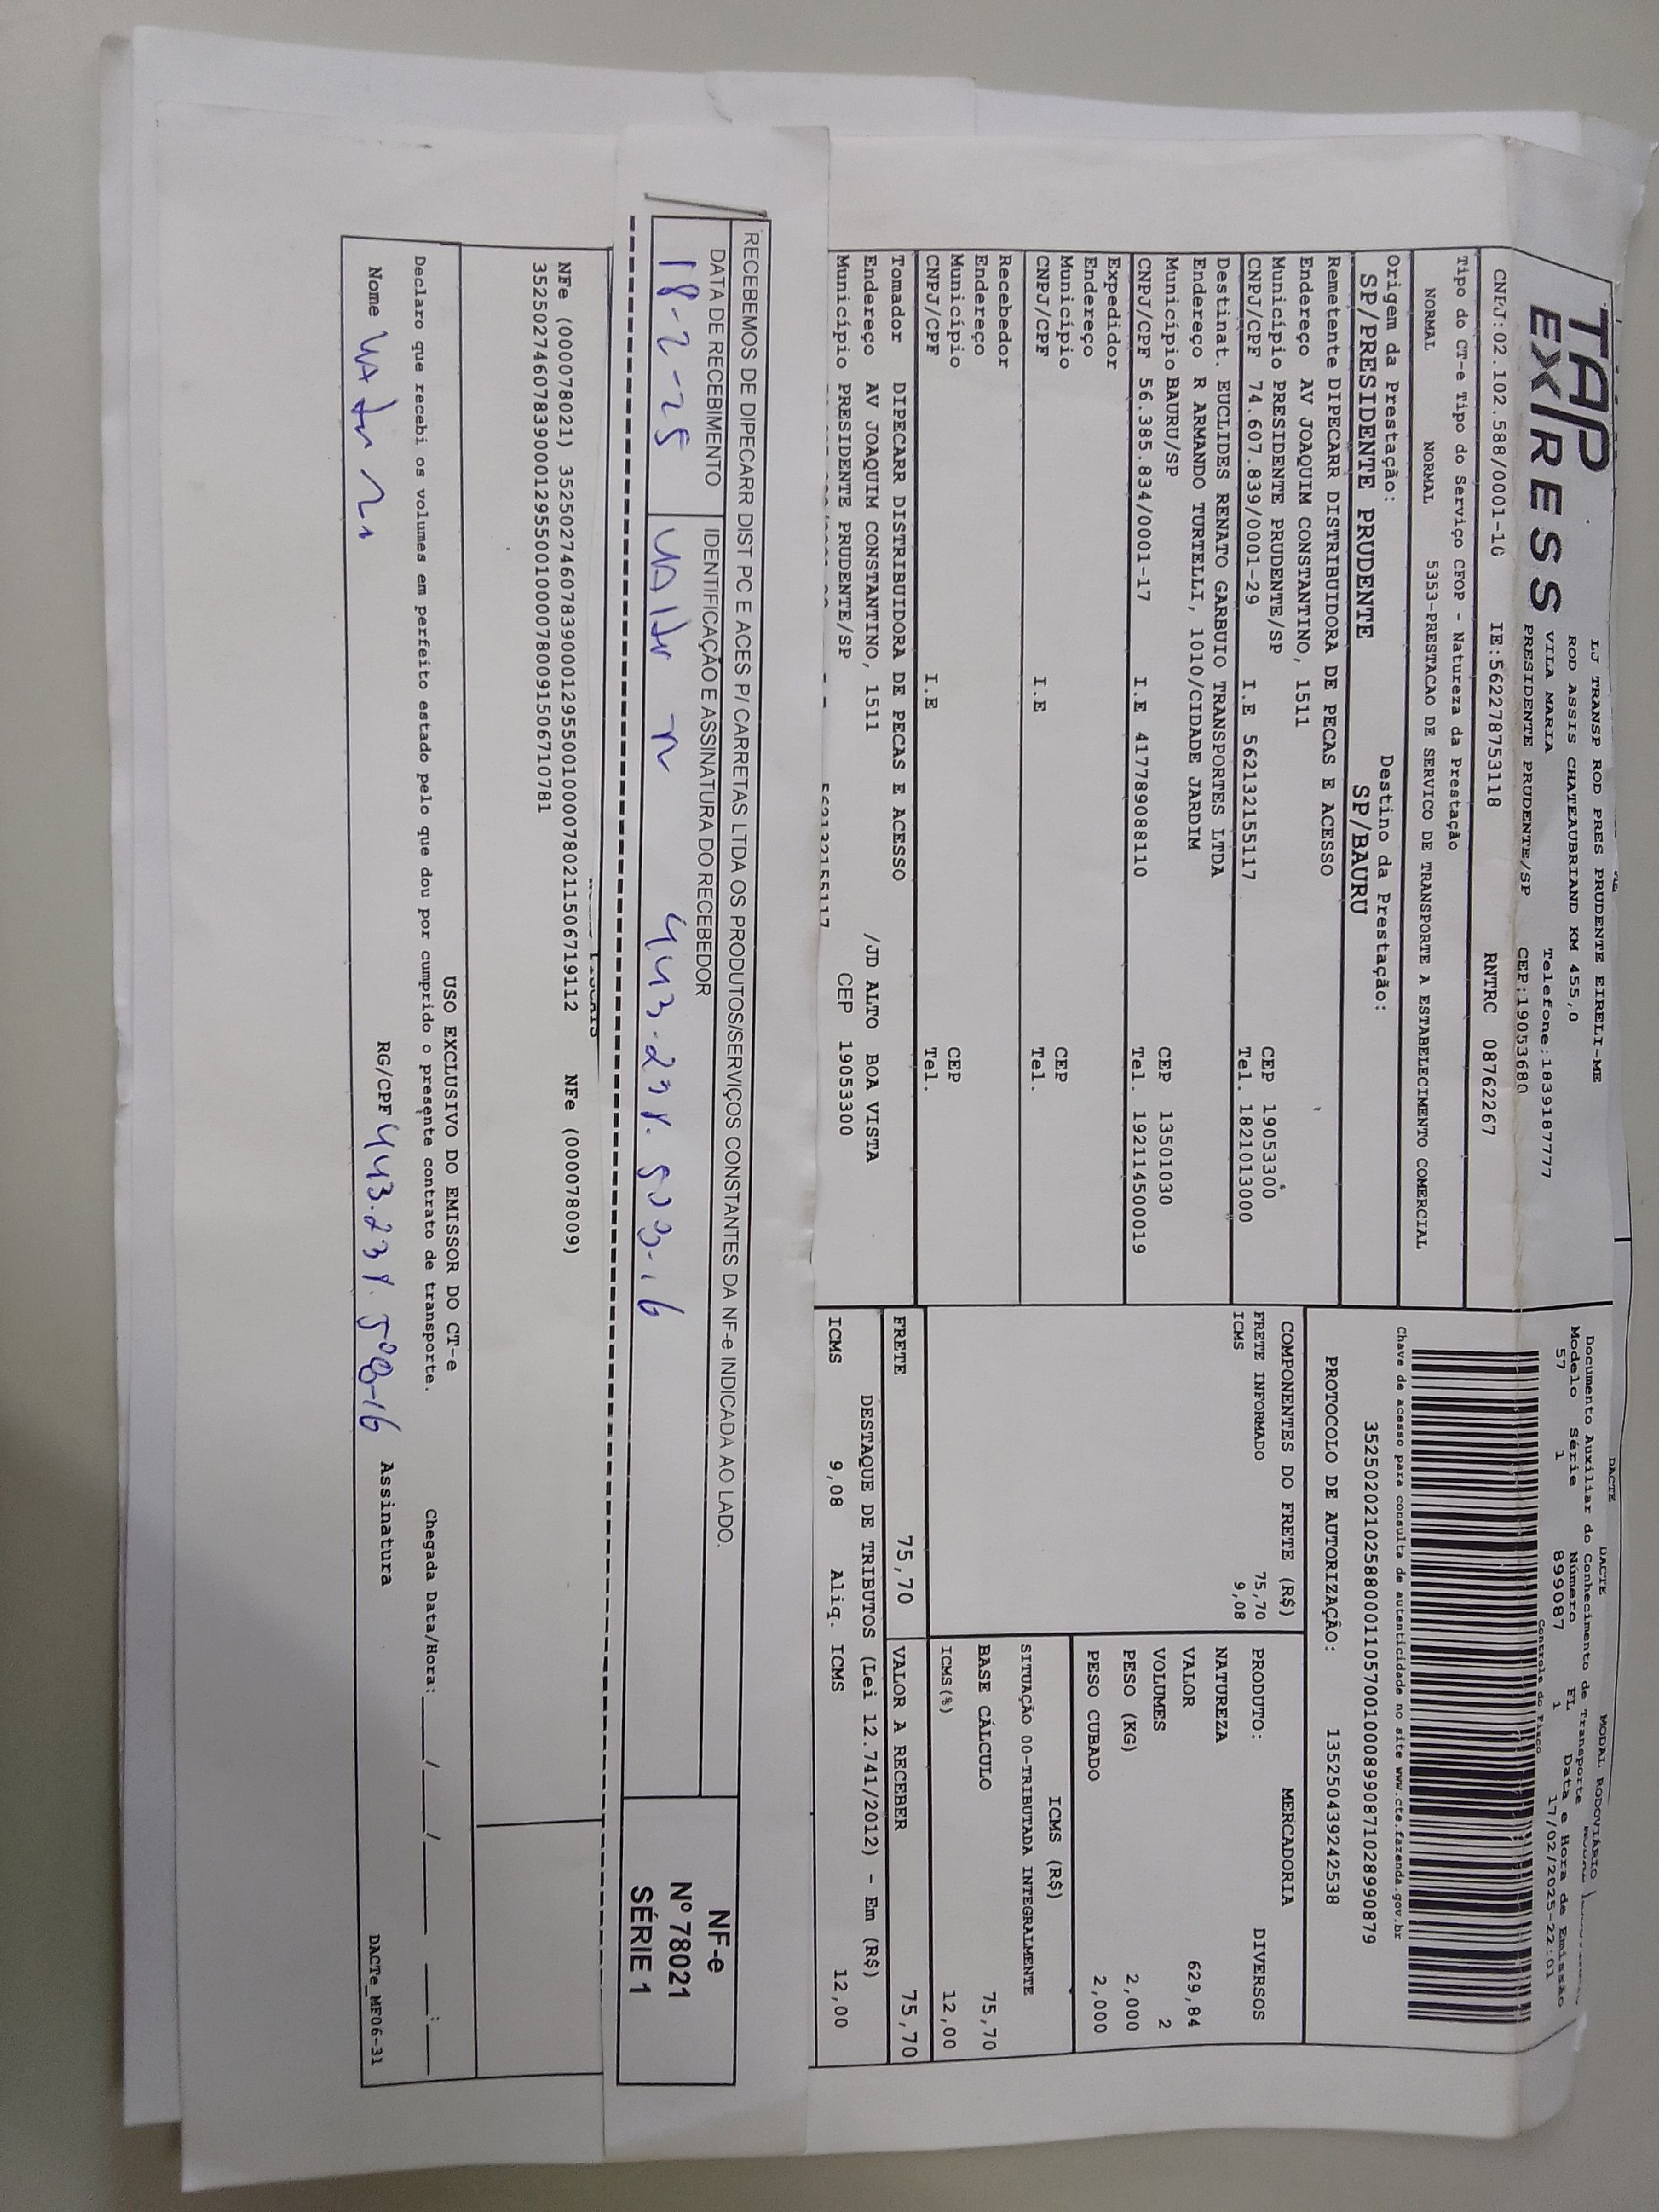 TAP
EXPRESS
LJ TRANSP ROD PRES PRUDENTE EIRELI-ME
ROD ASSIS CHATEAUBRIAND KM 455,0
VILA MARIA Telefone:1839187777
PRESIDENTE PRUDENTE/SP CEP:19053680
CNPJ:02.102.588/0001-10 IE:562278753118 RNTRC 08762267
Tipo do CT-e Tipo do Serviço CFOP - Natureza da Prestação
NORMAL NORMAL 5353-PRESTACAO DE SERVICO DE TRANSPORTE A ESTABELECIMENTO COMERCIAL
Origem da Prestação: Destino da Prestação:
SP/PRESIDENTE PRUDENTE SP/BAURU
Remetente DIPECARR DISTRIBUIDORA DE PECAS E ACESSO
Endereço AV JOAQUIM CONSTANTINO, 1511
Município PRESIDENTE PRUDENTE/SP CEP 19053300
CNPJ/CPF 74.607.839/0001-29 I.E 562132155117 Tel. 1821013000
Destinat. EUCLIDES RENATO GARBUIO TRANSPORTES LTDA
Endereço R ARMANDO TURTELLI, 1010/CIDADE JARDIM
Município BAURU/SP CEP 13501030
CNPJ/CPF 56.385.834/0001-17 I.E 417789088110 Tel. 19211450019
Expedidor
Endereço
Município CEP
CNPJ/CPF I.E Tel.
Recebedor
Endereço
Município CEP
CNPJ/CPF I.E Tel.
Tomador DIPECARR DISTRIBUIDORA DE PECAS E ACESSO
Endereço AV JOAQUIM CONSTANTINO, 1511 /JD ALTO BOA VISTA
Município PRESIDENTE PRUDENTE/SP CEP 19053300
562132155117
DACTE
DACTE MODAL RODOVIÁRIO
Documento Auxiliar do Conhecimento de Transporte
Modelo Série Número FL Data e Hora de Emissão
57 1 899087 1 17/02/2025-22:01
Controle do Fisco
Chave de acesso para consulta de autenticidade no site www.cte.fazenda.gov.br
35250202102588000110570010008990871028990879
PROTOCOLO DE AUTORIZAÇÃO: 135250439242538
COMPONENTES DO FRETE (R$)
FRETE INFORMADO 75,70
ICMS 9,08
MERCADORIA
PRODUTO: DIVERSOS
NATUREZA
VALOR 629,84
VOLUMES 2
PESO (KG) 2,000
PESO CUBADO 2,000
ICMS (R$)
SITUAÇÃO 00-TRIBUTADA INTEGRALMENTE
BASE CÁLCULO 75,70
ICMS(%) 12,00
FRETE 75,70 VALOR A RECEBER 75,70
DESTAQUE DE TRIBUTOS (Lei 12.741/2012) - Em (R$)
ICMS 9,08 Aliq. ICMS 12,00
RECEBEMOS DE DIPECARR DIST PC E ACES P/ CARRETAS LTDA OS PRODUTOS/SERVIÇOS CONSTANTES DA NF-e INDICADA AO LADO.
DATA DE RECEBIMENTO IDENTIFICAÇÃO E ASSINATURA DO RECEBEDOR
18-2-25
NF-e
Nº 78021
SÉRIE 1
NFe (000078021) 35250274607839000129550010000780211506719112 NFe (000078009)
35250274607839000129550010000780091506710781
USO EXCLUSIVO DO EMISSOR DO CT-e
Declaro que recebi os volumes em perfeito estado pelo que dou por cumprido o presente contrato de transporte. Chegada Data/Hora:____/____/____ ___:___
Nome RG/CPF Assinatura
DACTe_MF06-31